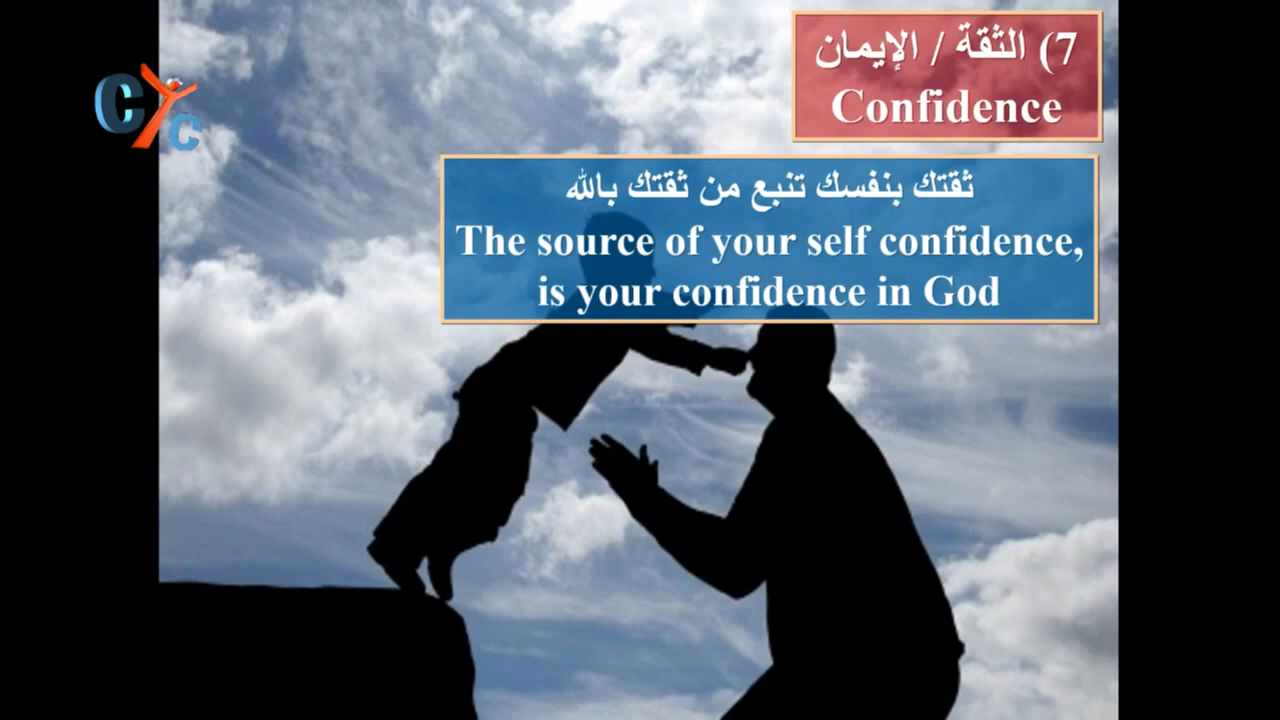 CYC
7) الثقة / الإيمان
Confidence
ثقتك بنفسك تنبع من ثقتك بالله
The source of your self confidence,
is your confidence in God